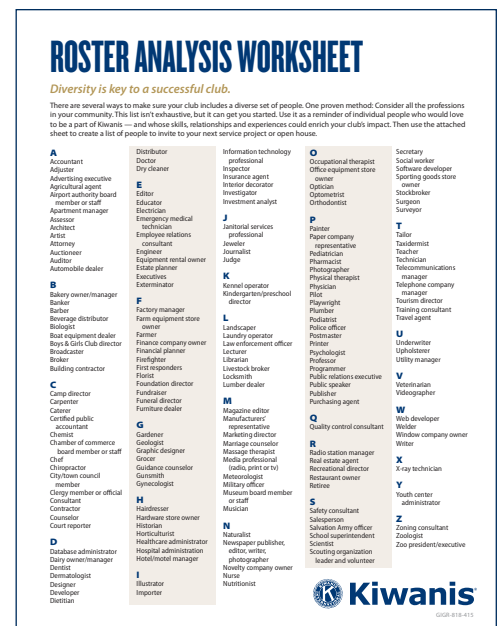 ROSTER ANALYSIS WORKSHEET
Diversity is key to a successful club.
There are several ways to make sure your club includes a diverse set of people. One proven method: Consider all the professions
in your community. This list isn't exhaustive, but it can get you started. Use it as a reminder of individual people who would love
to be a part of Kiwanis — and whose skills, relationships and experiences could enrich your club's impact. Then use the attached
sheet to create a list of people to invite to your next service project or open house.
A
Accountant
Adjuster
Advertising executive
Agricultural agent
Airport authority board
member or staff
Apartment manager
Assessor
Architect
Artist
Attorney
Auctioneer
Auditor
Automobile dealer
B
Bakery owner/manager
Banker
Barber
Beverage distributor
Biologist
Boat equipment dealer
Boys & Girls Club director
Broadcaster
Broker
Building contractor
C
Camp director
Carpenter
Caterer
Certified public
accountant
Chemist
Chamber of commerce
board member or staff
Chef
Chiropractor
City/town council
member
Clergy member or official
Consultant
Contractor
Counselor
Court reporter
D
Database administrator
Dairy owner/manager
Dentist
Dermatologist
Designer
Developer
Dietitian
Distributor
Doctor
Dry cleaner
E
Editor
Educator
Electrician
Emergency medical
technician
Employee relations
consultant
Engineer
Equipment rental owner
Estate planner
Executives
Exterminator
F
Factory manager
Farm equipment store
owner
Farmer
Finance company owner
Financial planner
Firefighter
First responders
Florist
Foundation director
Fundraiser
Funeral director
Furniture dealer
G
Gardener
Geologist
Graphic designer
Grocer
Guidance counselor
Gunsmith
Gynecologist
H
Hairdresser
Hardware store owner
Historian
Horticulturist
Healthcare administrator
Hospital administration
Hotel/motel manager
I
Illustrator
Importer
Information technology
professional
Inspector
Insurance agent
Interior decorator
Investigator
Investment analyst
J
Janitorial services
professional
Jeweler
Journalist
Judge
K
Kennel operator
Kindergarten/preschool
director
L
Landscaper
Laundry operator
Law enforcement officer
Lecturer
Librarian
Livestock broker
Locksmith
Lumber dealer
M
Magazine editor
Manufacturers'
representative
Marketing director
Marriage counselor
Massage therapist
Media professional
(radio, print or tv)
Meteorologist
Military officer
Museum board member
or staff
Musician
N
Naturalist
Newspaper publisher,
editor, writer,
photographer
Novelty company owner
Nurse
Nutritionist
O
Occupational therapist
Office equipment store
owner
Optician
Optometrist
Orthodontist
P
Painter
Paper company
representative
Pediatrician
Pharmacist
Photographer
Physical therapist
Physician
Pilot
Playwright
Plumber
Podiatrist
Police officer
Postmaster
Printer
Psychologist
Professor
Programmer
Public relations executive
Public speaker
Publisher
Purchasing agent
Q
Quality control consultant
R
Radio station manager
Real estate agent
Recreational director
Restaurant owner
Retiree
S
Safety consultant
Salesperson
Salvation Army officer
School superintendent
Scientist
Scouting organization
leader and volunteer
Secretary
Social worker
Software developer
Sporting goods store
owner
Stockbroker
Surgeon
Surveyor
T
Tailor
Taxidermist
Teacher
Technician
Telecommunications
manager
Telephone company
manager
Tourism director
Training consultant
Travel agent
U
Underwriter
Upholsterer
Utility manager
V
Veterinarian
Videographer
W
Web developer
Welder
Window company owner
Writer
X
X-ray technician
Y
Youth center
administrator
Z
Zoning consultant
Zoologist
Zoo president/executive
Kiwanis
GIGR-818-415